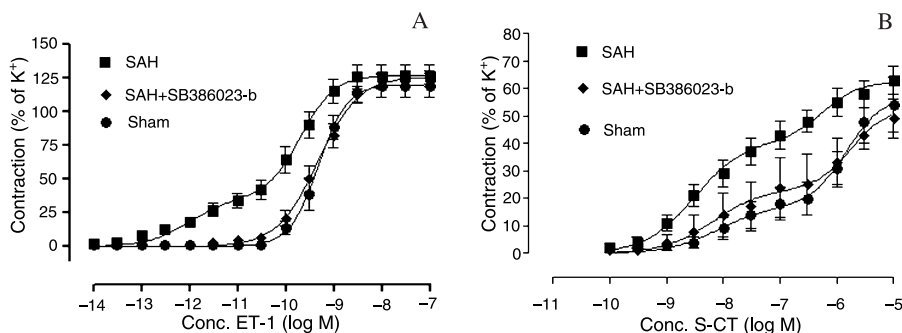 A
Contraction (% of K+)
150
125
100
75
50
25
0
SAH
SAH+SB386023-b
Sham
−14 −13 −12 −11 −10 −9 −8 −7
Conc. ET-1 (log M)
B
Contraction (% of K+)
80
70
60
50
40
30
20
10
0
SAH
SAH+SB386023-b
Sham
−11 −10 −9 −8 −7 −6 −5
Conc. S-CT (log M)